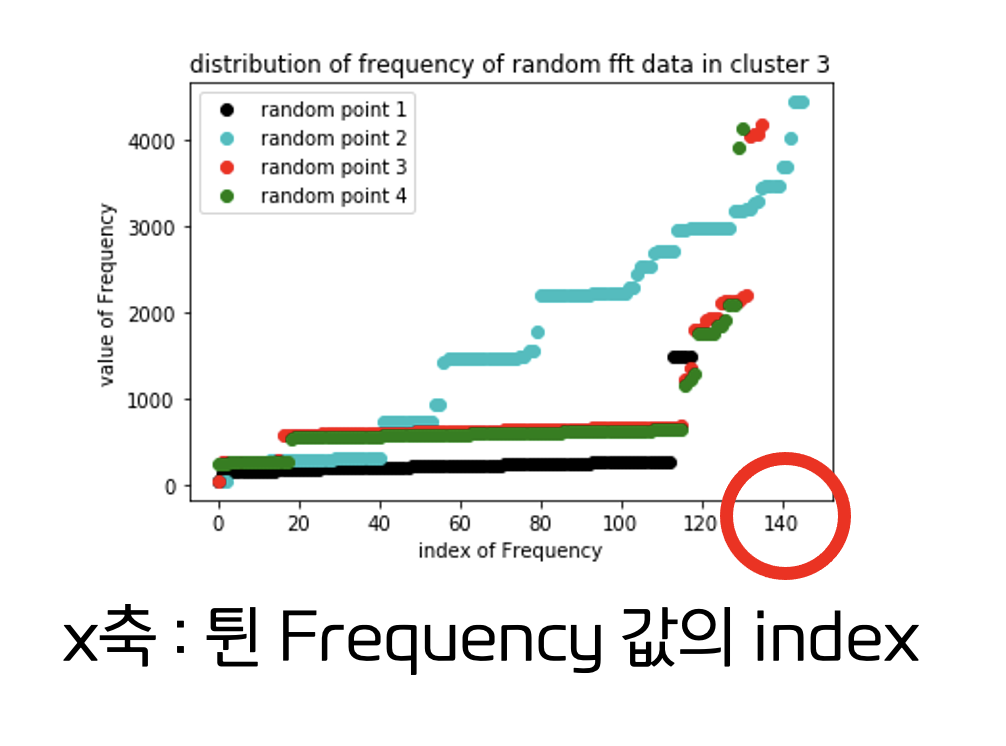 distribution of frequency of random fft data in cluster 3
random point 1
random point 2
random point 3
random point 4
value of Frequency
4000
3000
2000
1000
0
0 20 40 60 80 100 120 140
index of Frequency
x축 : 튄 Frequency 값의 index